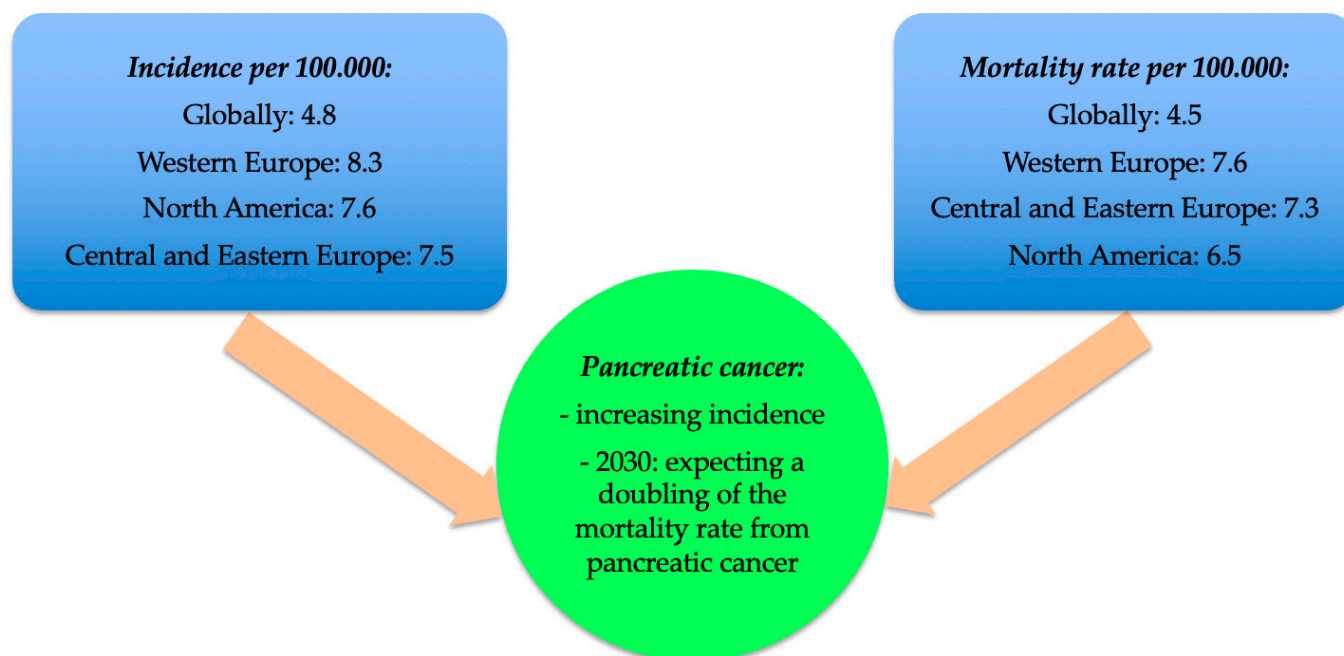 Incidence per 100.000:
Globally: 4.8
Western Europe: 8.3
North America: 7.6
Central and Eastern Europe: 7.5
Mortality rate per 100.000:
Globally: 4.5
Western Europe: 7.6
Central and Eastern Europe: 7.3
North America: 6.5
Pancreatic cancer:
- increasing incidence
- 2030: expecting a
doubling of the
mortality rate from
pancreatic cancer